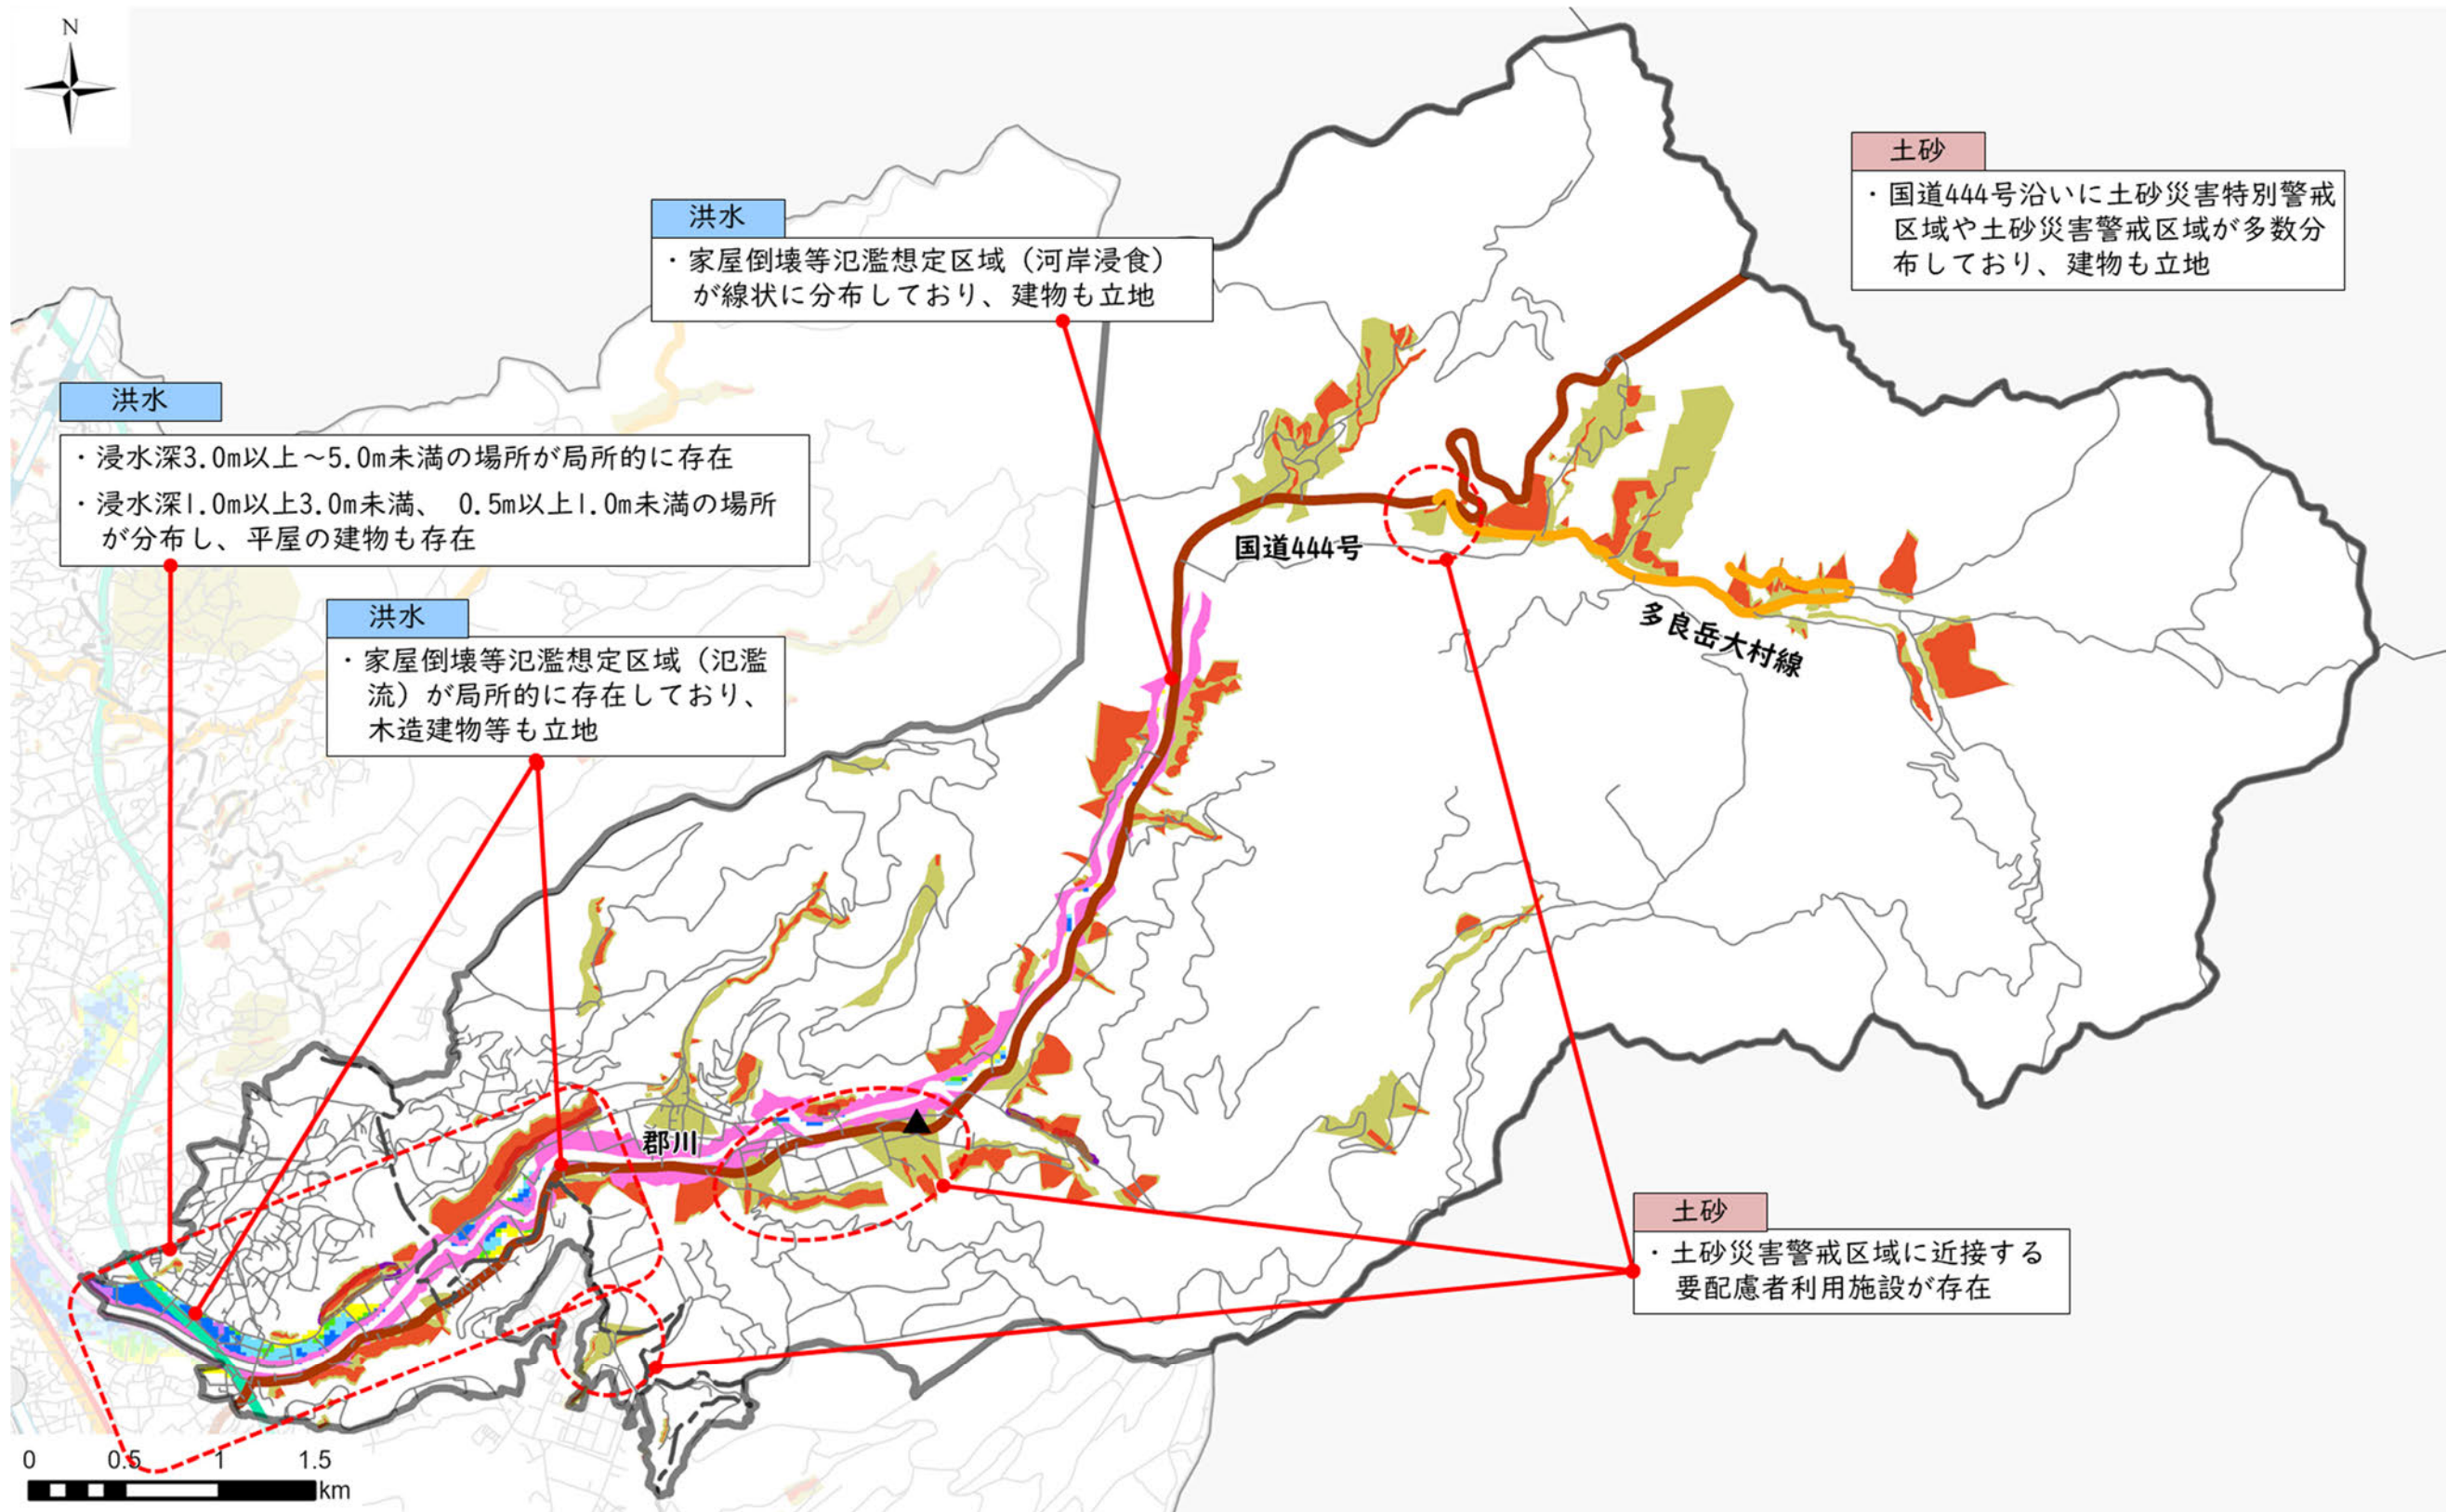 N
土砂
・国道444号沿いに土砂災害特別警戒
区域や土砂災害警戒区域が多数分
布しており、建物も立地
洪水
・家屋倒壊等氾濫想定区域（河岸浸食）
が線状に分布しており、建物も立地
洪水
・浸水深3.0m以上～5.0m未満の場所が局所的に存在
・浸水深1.0m以上3.0m未満、 0.5m以上1.0m未満の場所
が分布し、平屋の建物も存在
洪水
・家屋倒壊等氾濫想定区域（氾濫
流）が局所的に存在しており、
木造建物等も立地
国道444号
多良岳大村線
郡川
土砂
・土砂災害警戒区域に近接する
要配慮者利用施設が存在
0 0.5 1 1.5
km